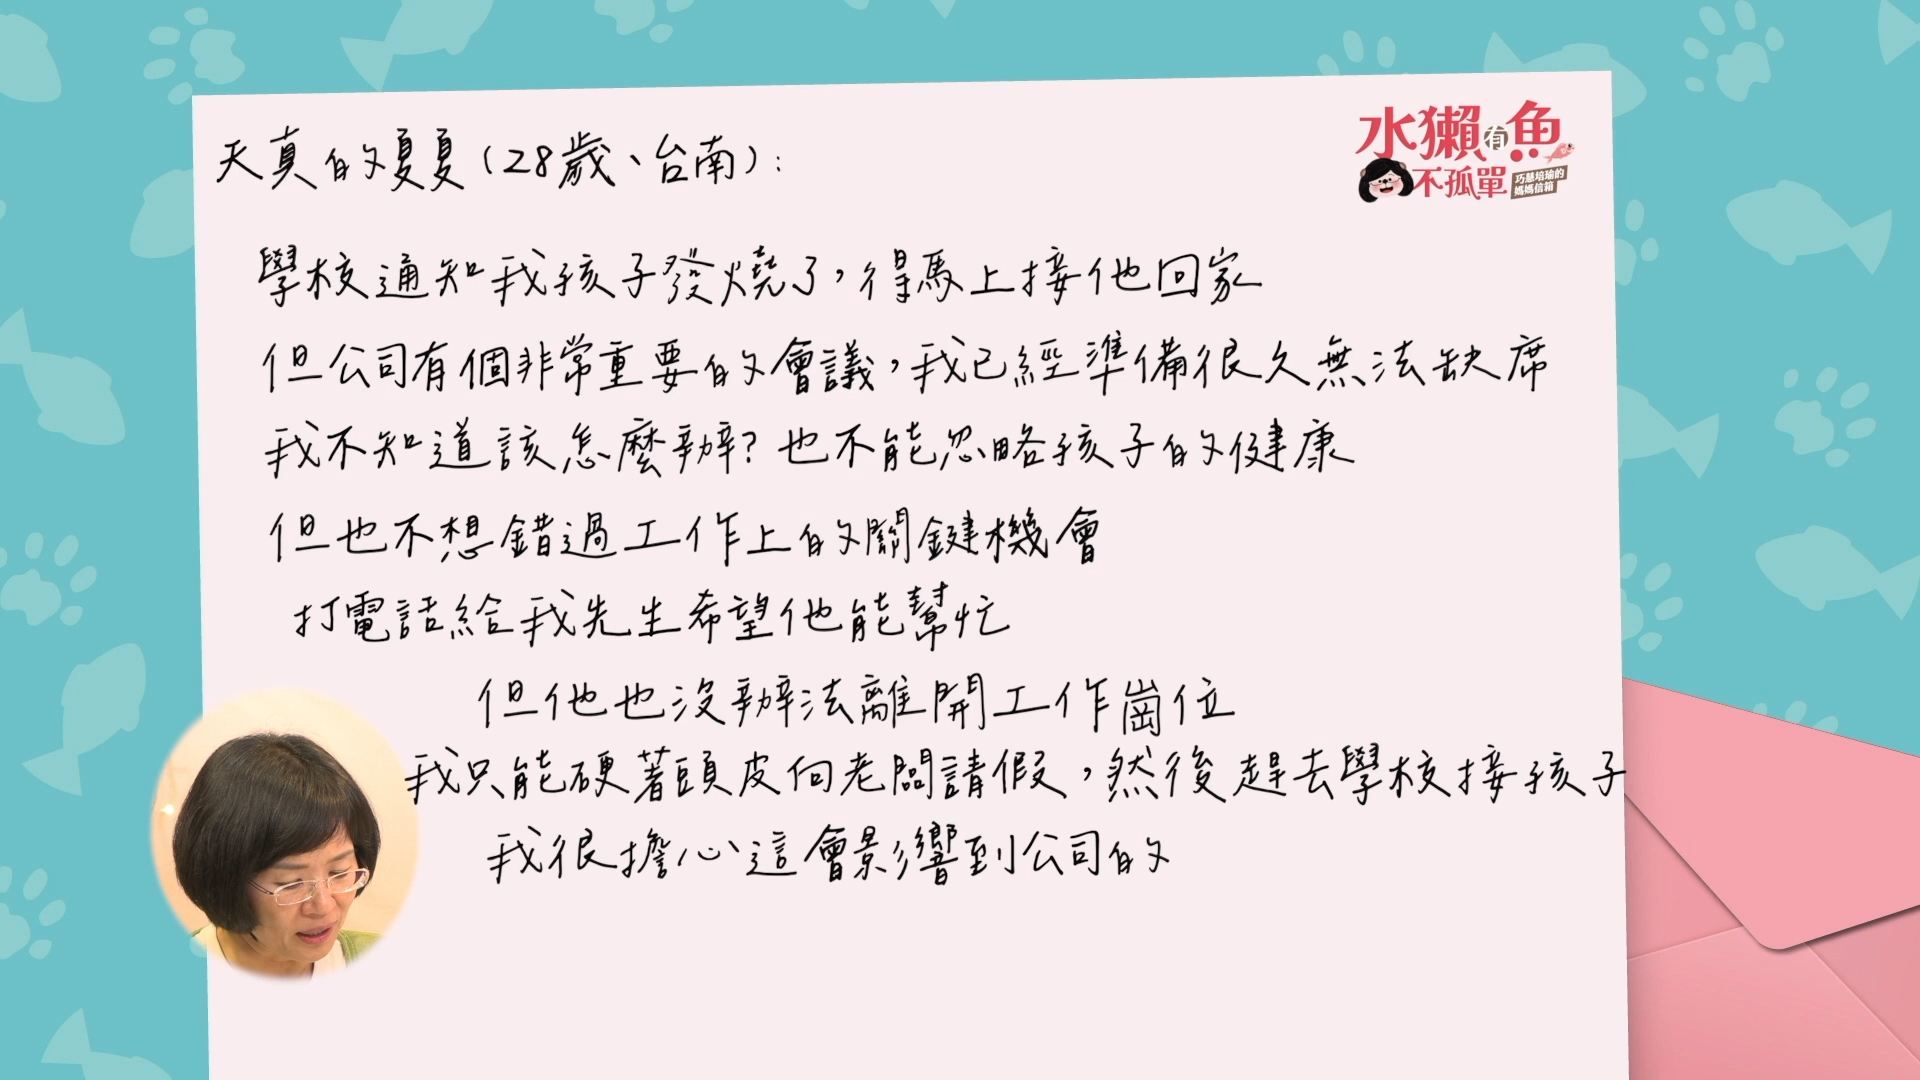 天真的夏夏(28歲、台南):
水獺有魚
不孤單
巧慧培瑜的
媽媽信箱
學校通知我孩子發燒了,得馬上接他回家
但公司有個非常重要的會議,我已經準備很久無法缺席
我不知道該怎麼辦?也不能忽略孩子的健康
但也不想錯過工作上的關鍵機會
打電話給我先生希望他能幫忙
但他也沒辦法離開工作崗位
我只能硬著頭皮向老闆請假,然後趕去學校接孩子
我很擔心這會影響到公司的